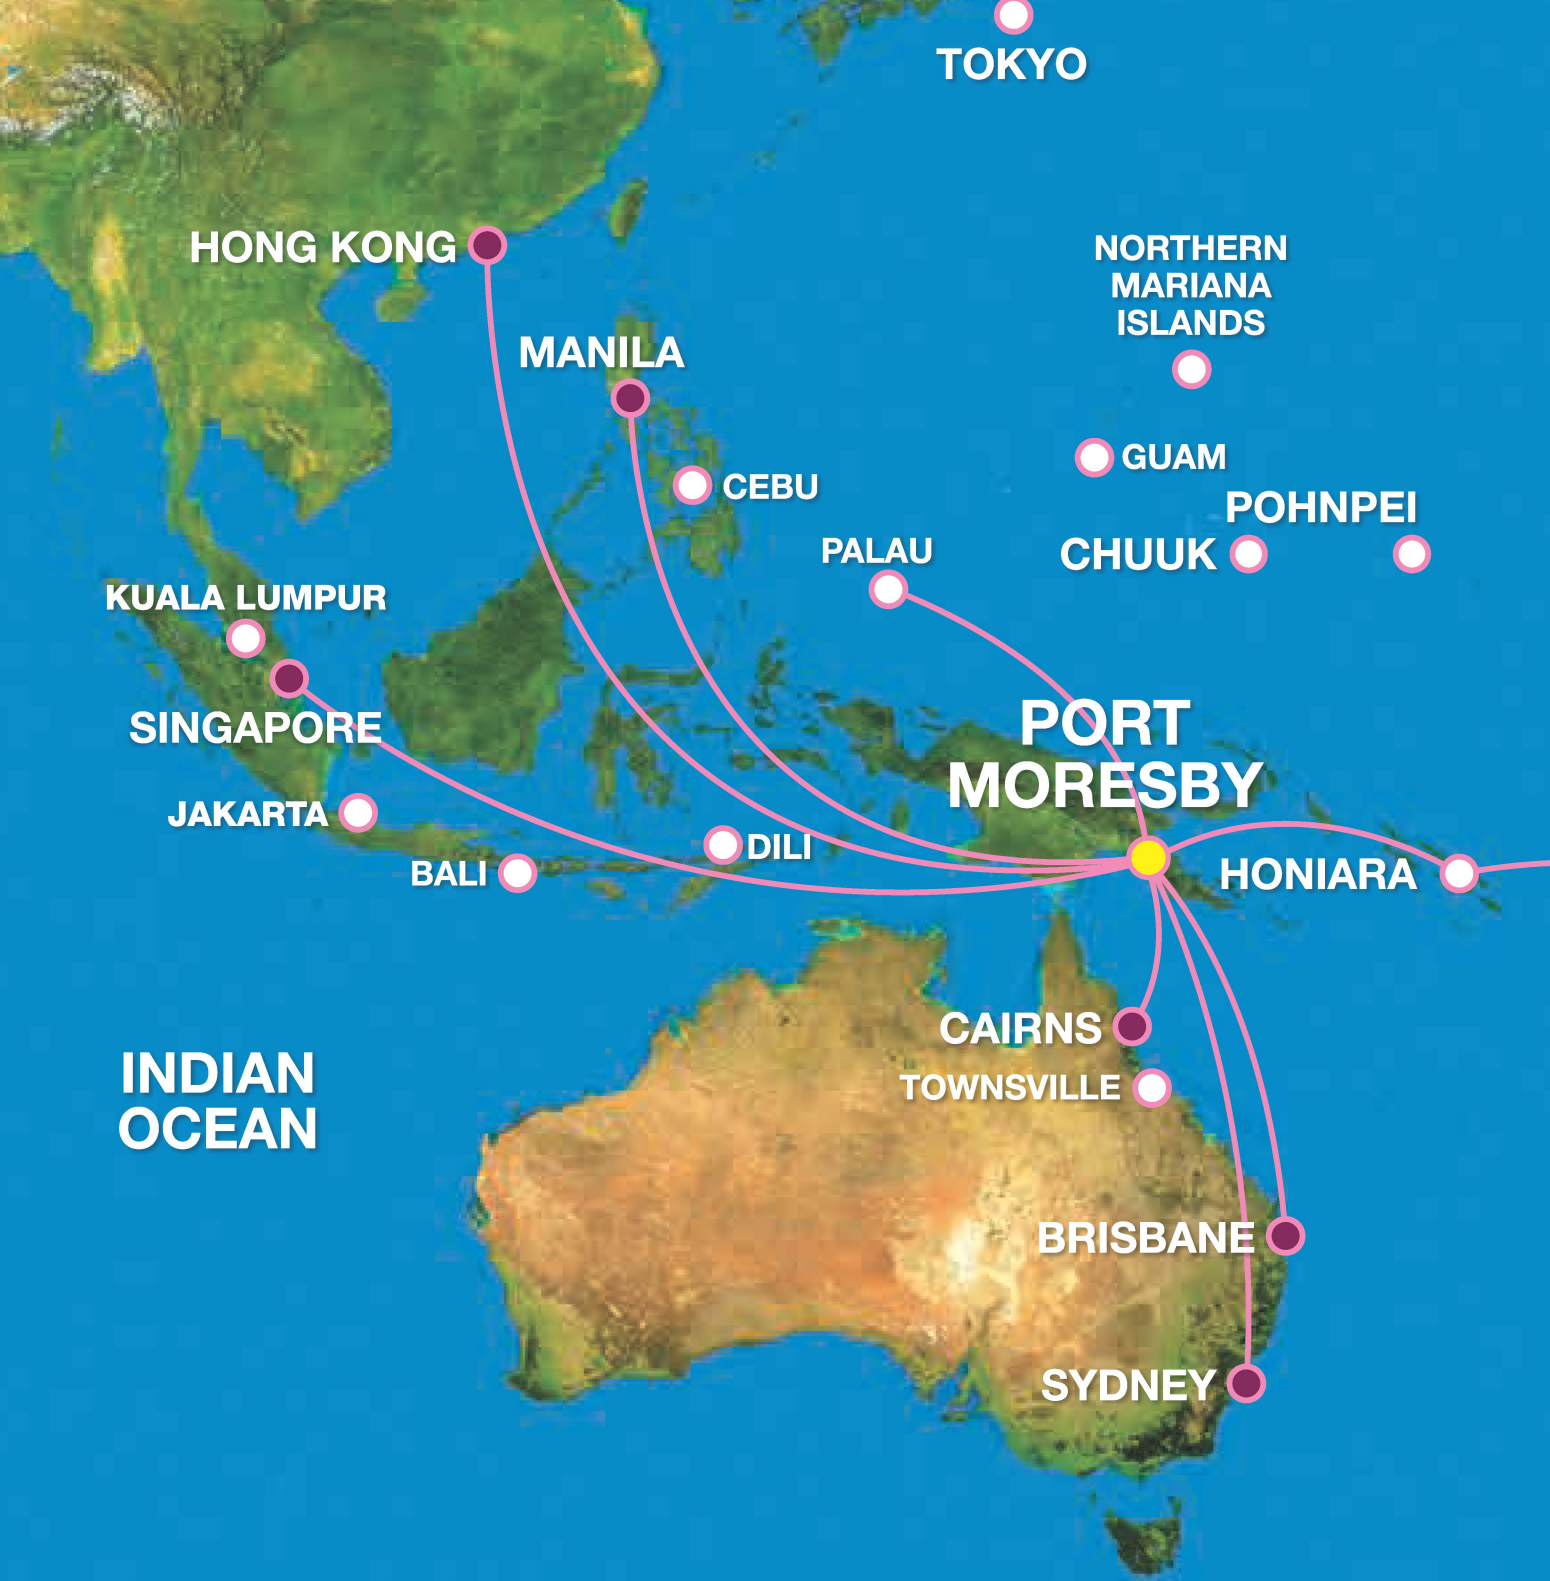 TOKYO
HONG KONG
NORTHERN
MARIANA
ISLANDS
MANILA
GUAM
CEBU
POHNPEI
PALAU
CHUUK
KUALA LUMPUR
SINGAPORE
PORT
MORESBY
JAKARTA
DILI
BALI
HONIARA
CAIRNS
INDIAN
OCEAN
TOWNSVILLE
BRISBANE
SYDNEY